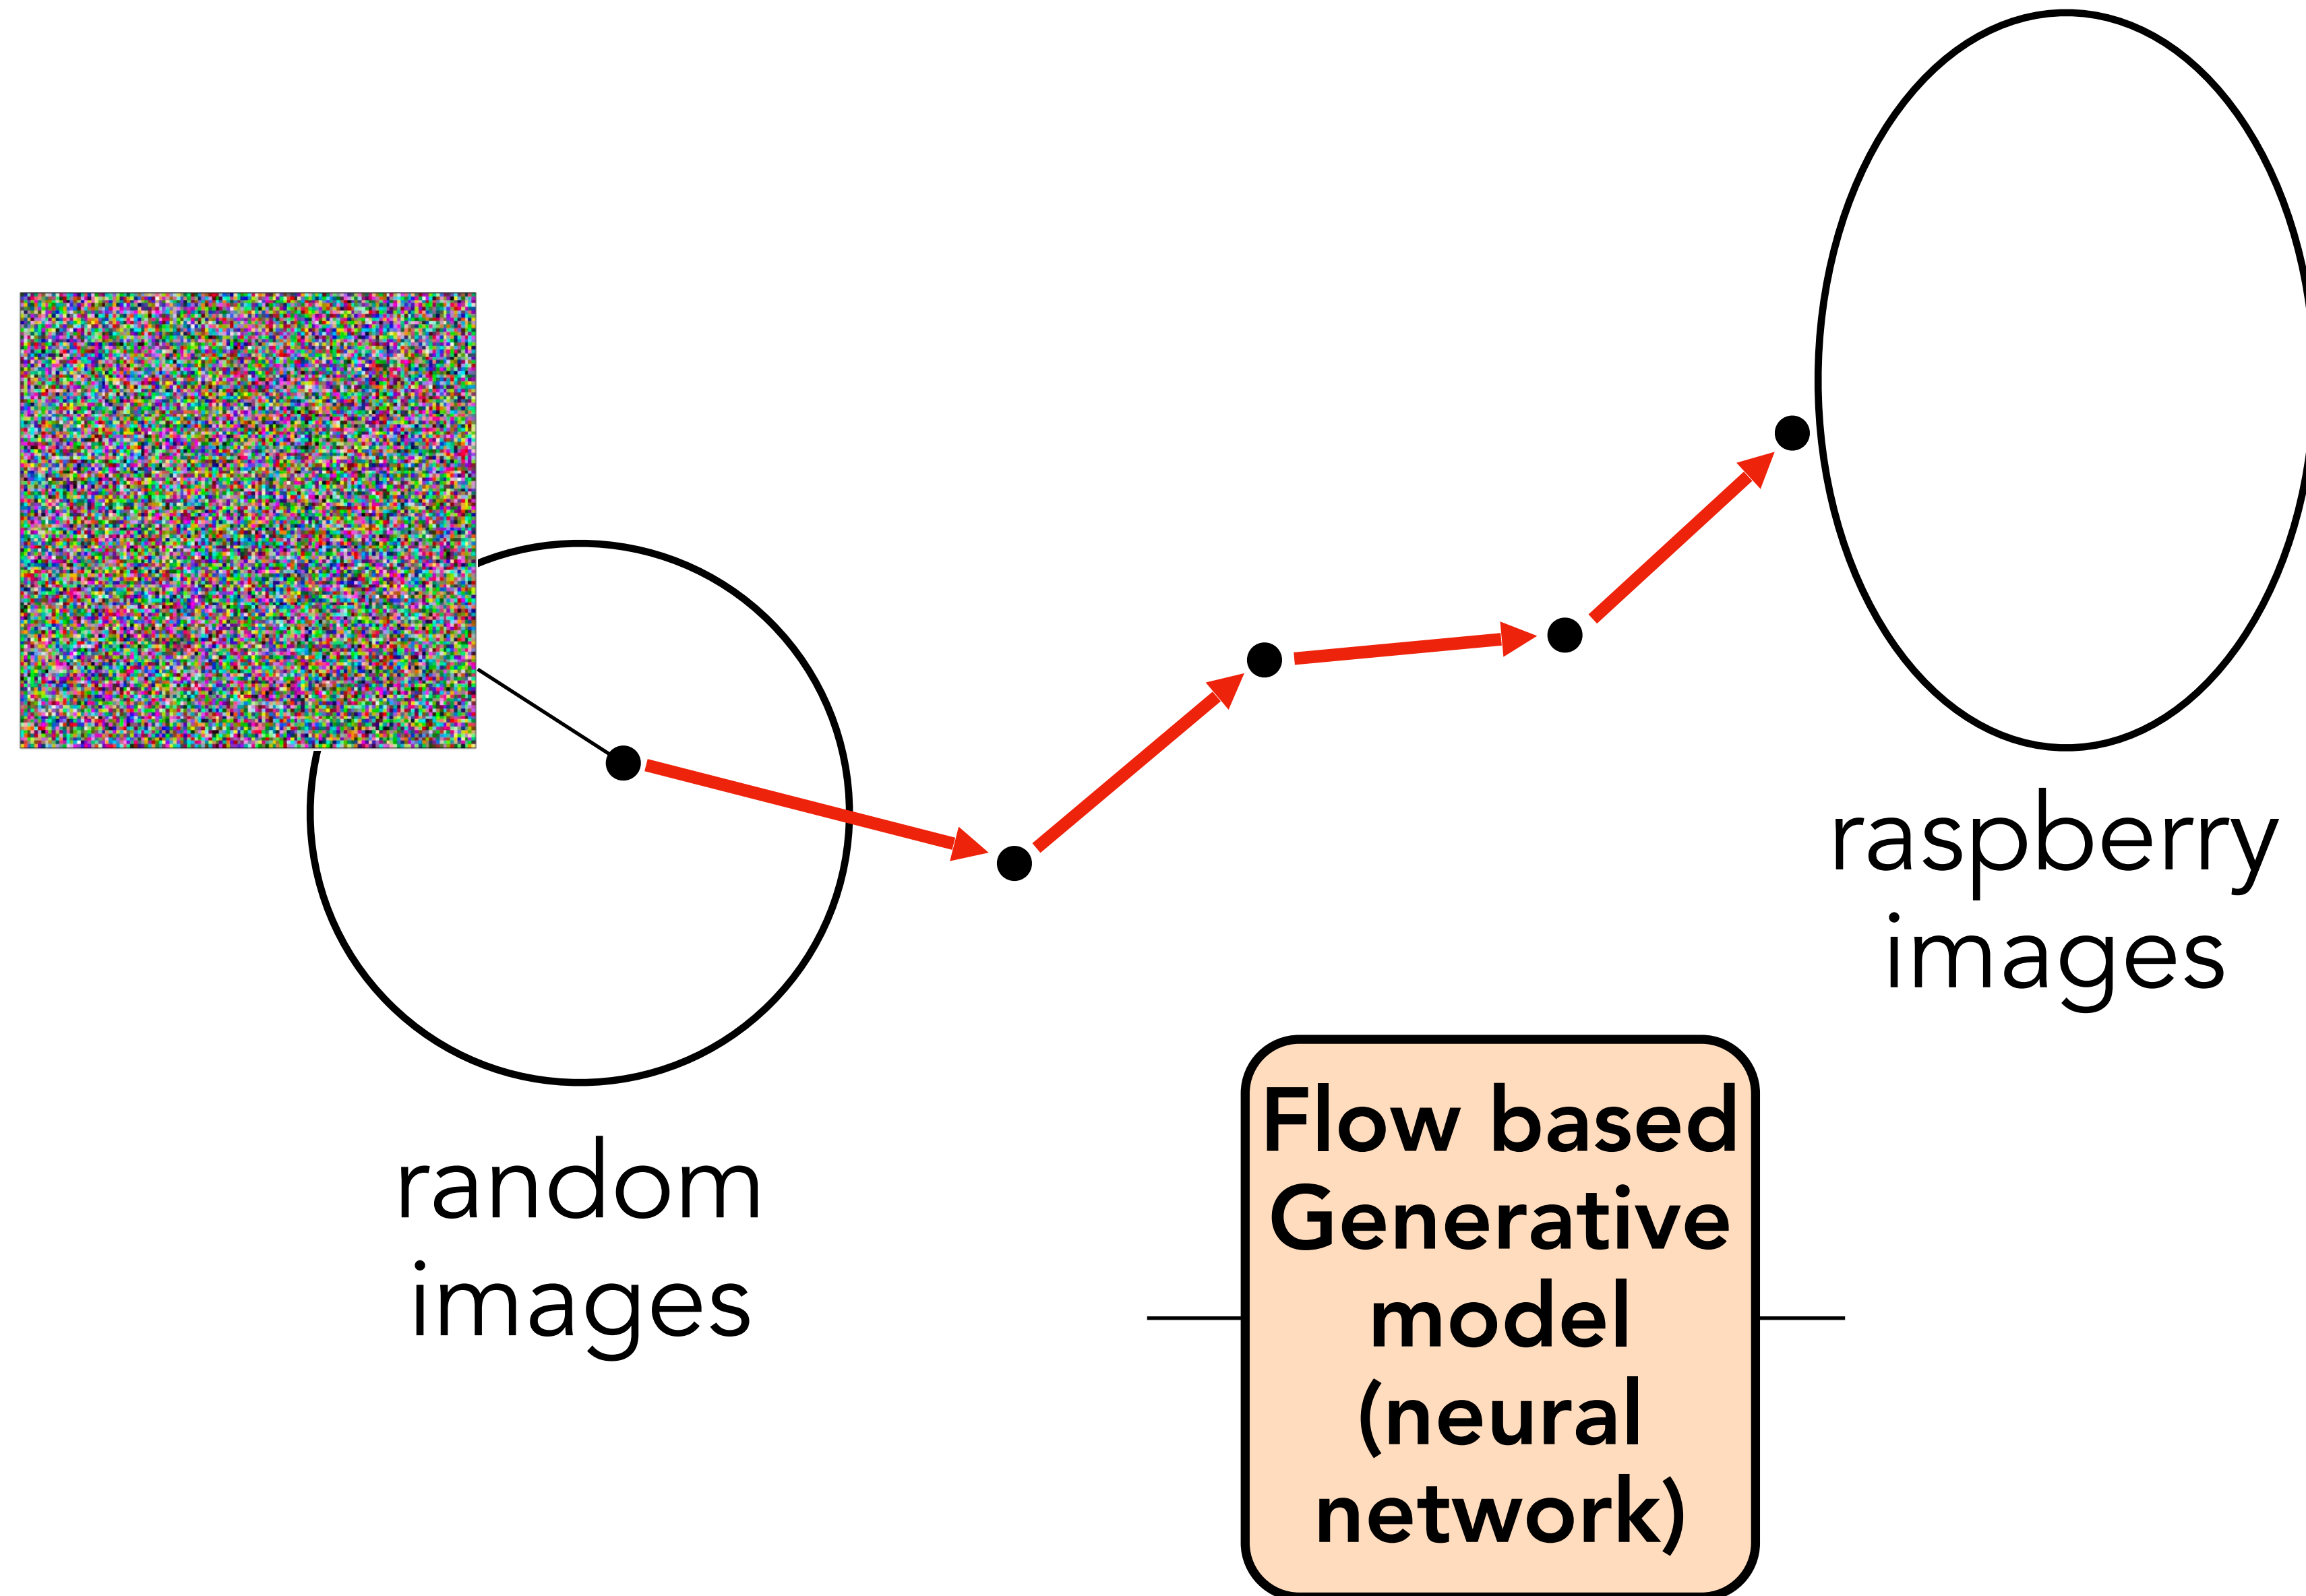 raspberry
images
random
images
Flow based
Generative
model
(neural
network)